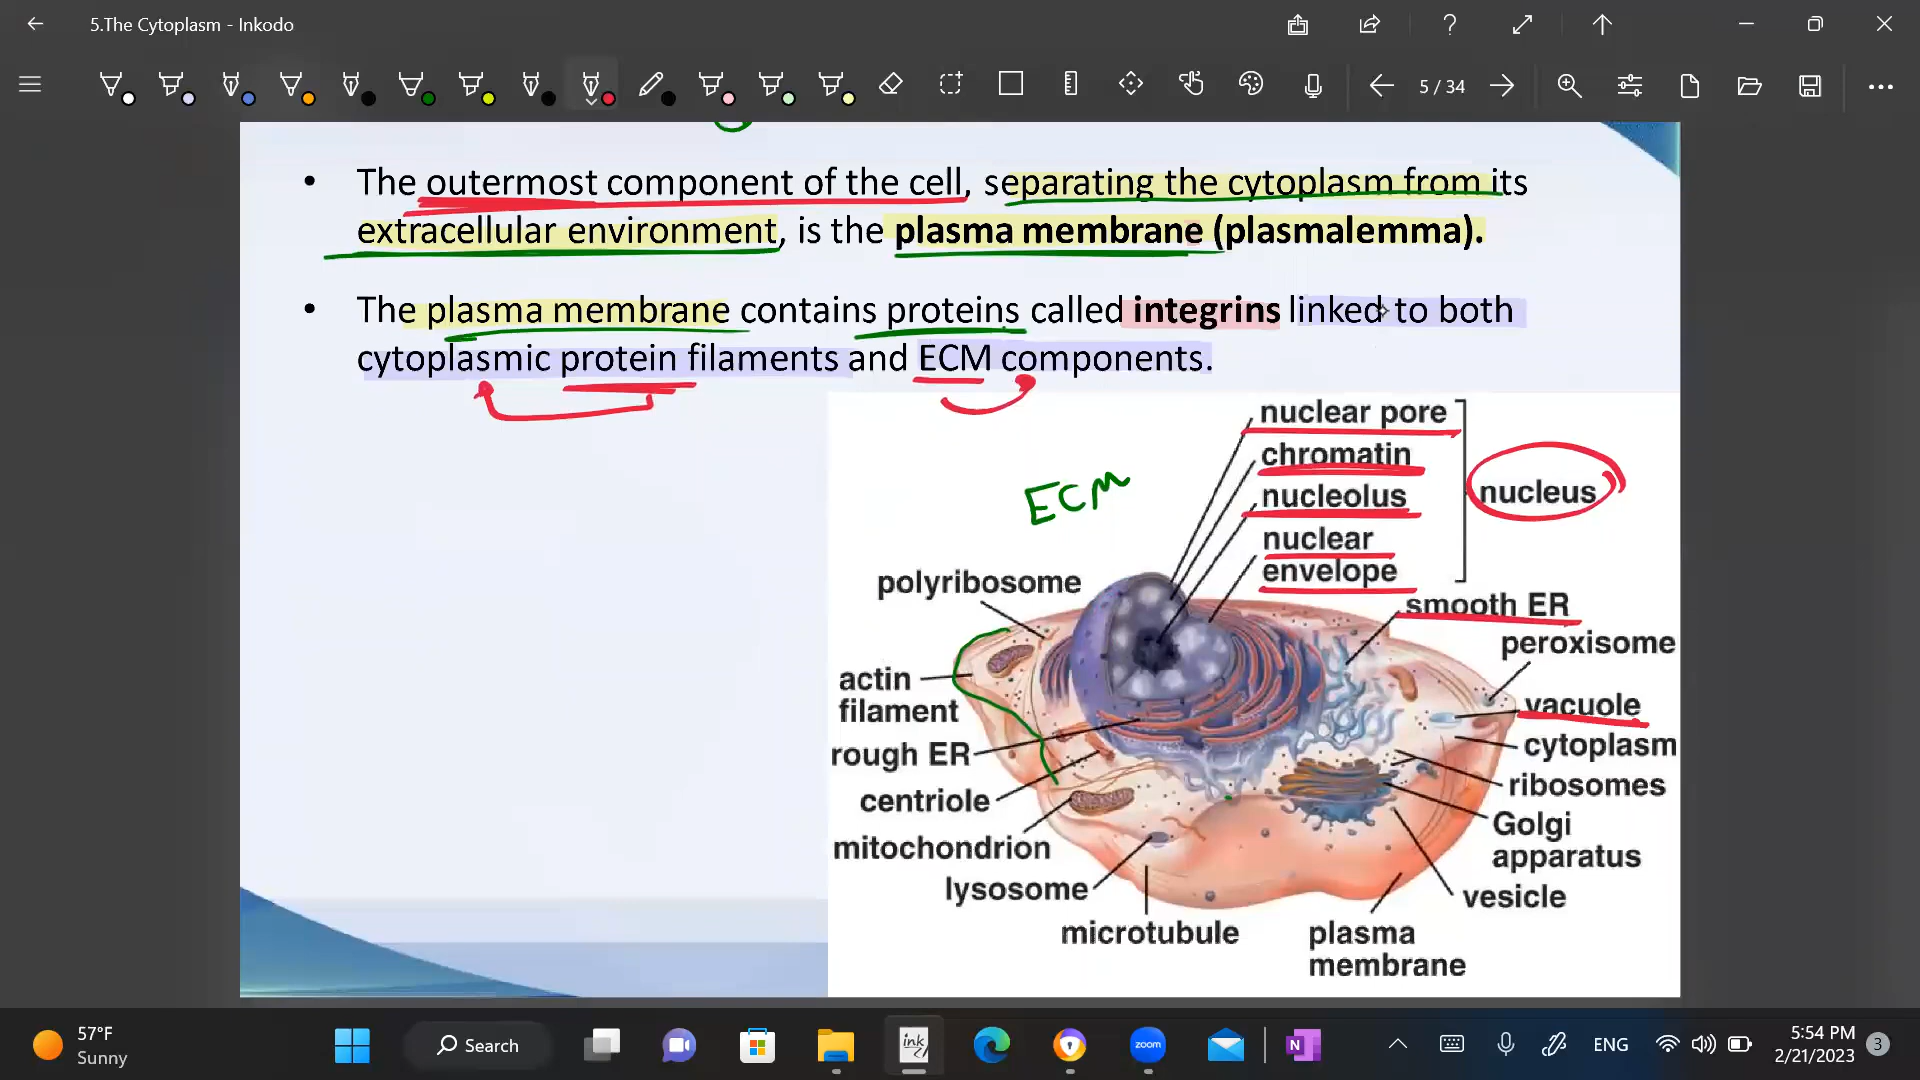 5.The Cytoplasm - Inkodo
5 / 34
• The outermost component of the cell, separating the cytoplasm from its
extracellular environment, is the plasma membrane (plasmalemma).
• The plasma membrane contains proteins called integrins linked to both
cytoplasmic protein filaments and ECM components.
ECM
nuclear pore
chromatin
nucleolus
nuclear
envelope
nucleus
polyribosome
smooth ER
peroxisome
actin
filament
vacuole
rough ER
cytoplasm
centriole
ribosomes
mitochondrion
Golgi
apparatus
lysosome
vesicle
microtubule
plasma
membrane
57°F
Sunny
Search
ink
zoom
N
ENG
5:54 PM
2/21/2023
3